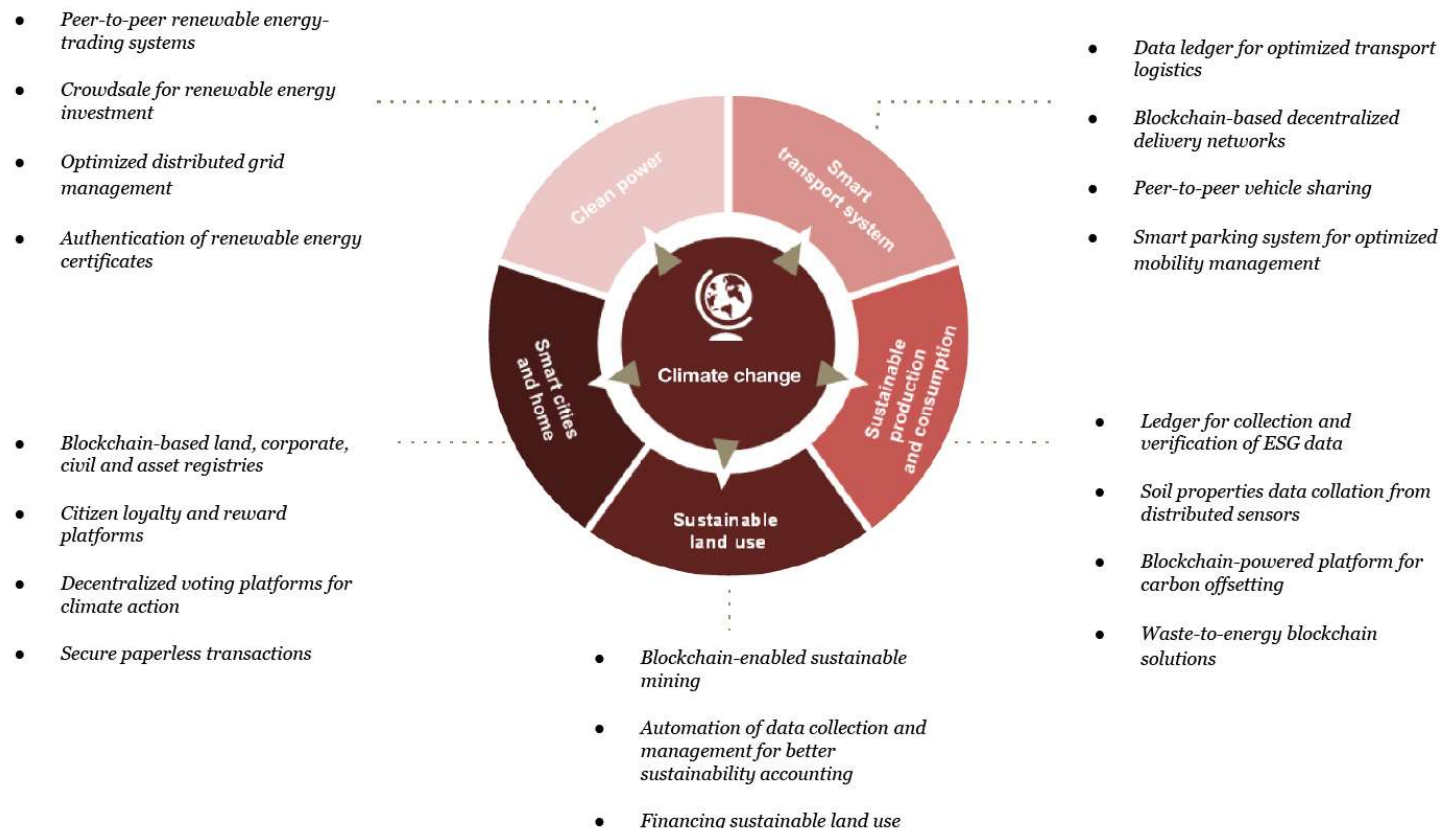 ● Peer-to-peer renewable energy-
trading systems
● Crowdsale for renewable energy
investment
● Optimized distributed grid
management
● Authentication of renewable energy
certificates
● Data ledger for optimized transport
logistics
● Blockchain-based decentralized
delivery networks
● Peer-to-peer vehicle sharing
● Smart parking system for optimized
mobility management
Clean power
Smart
transport system
Climate change
Smart cities
and home
Sustainable
production
and consumption
Sustainable
land use
● Blockchain-based land, corporate,
civil and asset registries
● Citizen loyalty and reward
platforms
● Decentralized voting platforms for
climate action
● Secure paperless transactions
● Ledger for collection and
verification of ESG data
● Soil properties data collation from
distributed sensors
● Blockchain-powered platform for
carbon offsetting
● Waste-to-energy blockchain
solutions
● Blockchain-enabled sustainable
mining
● Automation of data collection and
management for better
sustainability accounting
● Financing sustainable land use